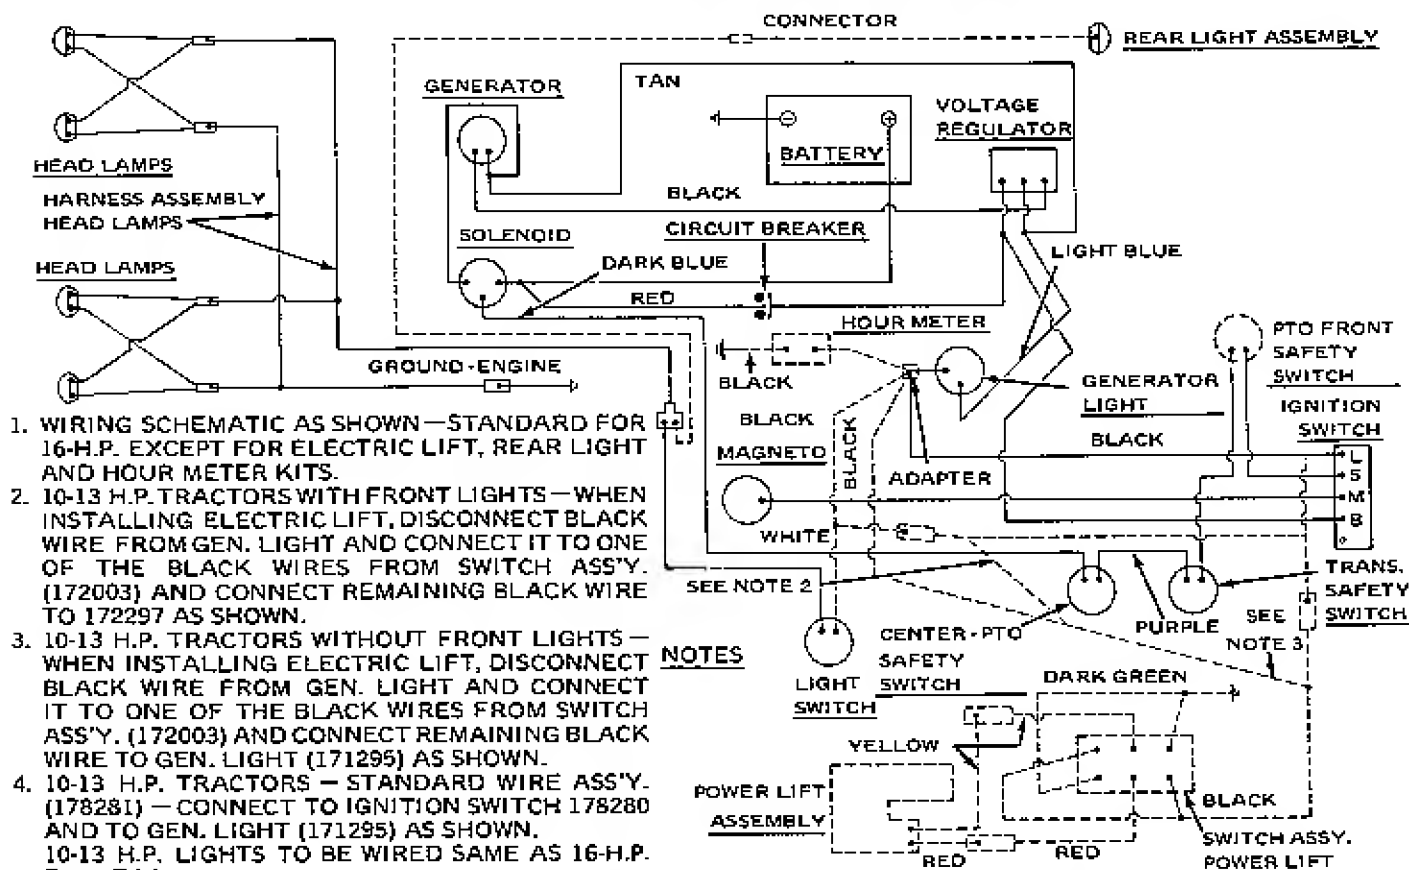 CONNECTOR
REAR LIGHT ASSEMBLY
GENERATOR
TAN
VOLTAGE
REGULATOR
BATTERY
HEAD LAMPS
HARNESS ASSEMBLY
HEAD LAMPS
BLACK
SOLENOID
CIRCUIT BREAKER
HEAD LAMPS
DARK BLUE
LIGHT BLUE
RED
HOUR METER
PTO FRONT
SAFETY
SWITCH
GROUND-ENGINE
BLACK
GENERATOR
LIGHT
IGNITION
SWITCH
BLACK
BLACK
MAGNETO
BLACK
ADAPTER
L
S
M
B
WHITE
SEE NOTE 2
TRANS.
SAFETY
SWITCH
PURPLE
SEE
NOTE 3
CENTER-PTO
SAFETY
SWITCH
LIGHT
SWITCH
DARK GREEN
YELLOW
POWER LIFT
ASSEMBLY
BLACK
SWITCH ASSY.
POWER LIFT
RED
RED
NOTES
1. WIRING SCHEMATIC AS SHOWN—STANDARD FOR
16-H.P. EXCEPT FOR ELECTRIC LIFT, REAR LIGHT
AND HOUR METER KITS.
2. 10-13 H.P. TRACTORS WITH FRONT LIGHTS—WHEN
INSTALLING ELECTRIC LIFT, DISCONNECT BLACK
WIRE FROM GEN. LIGHT AND CONNECT IT TO ONE
OF THE BLACK WIRES FROM SWITCH ASS'Y.
(172003) AND CONNECT REMAINING BLACK WIRE
TO 172297 AS SHOWN.
3. 10-13 H.P. TRACTORS WITHOUT FRONT LIGHTS—
WHEN INSTALLING ELECTRIC LIFT, DISCONNECT
BLACK WIRE FROM GEN. LIGHT AND CONNECT
IT TO ONE OF THE BLACK WIRES FROM SWITCH
ASS'Y. (172003) AND CONNECT REMAINING BLACK
WIRE TO GEN. LIGHT (171295) AS SHOWN.
4. 10-13 H.P. TRACTORS — STANDARD WIRE ASS'Y.
(178281) — CONNECT TO IGNITION SWITCH 178280
AND TO GEN. LIGHT (171295) AS SHOWN.
10-13 H.P. LIGHTS TO BE WIRED SAME AS 16-H.P.